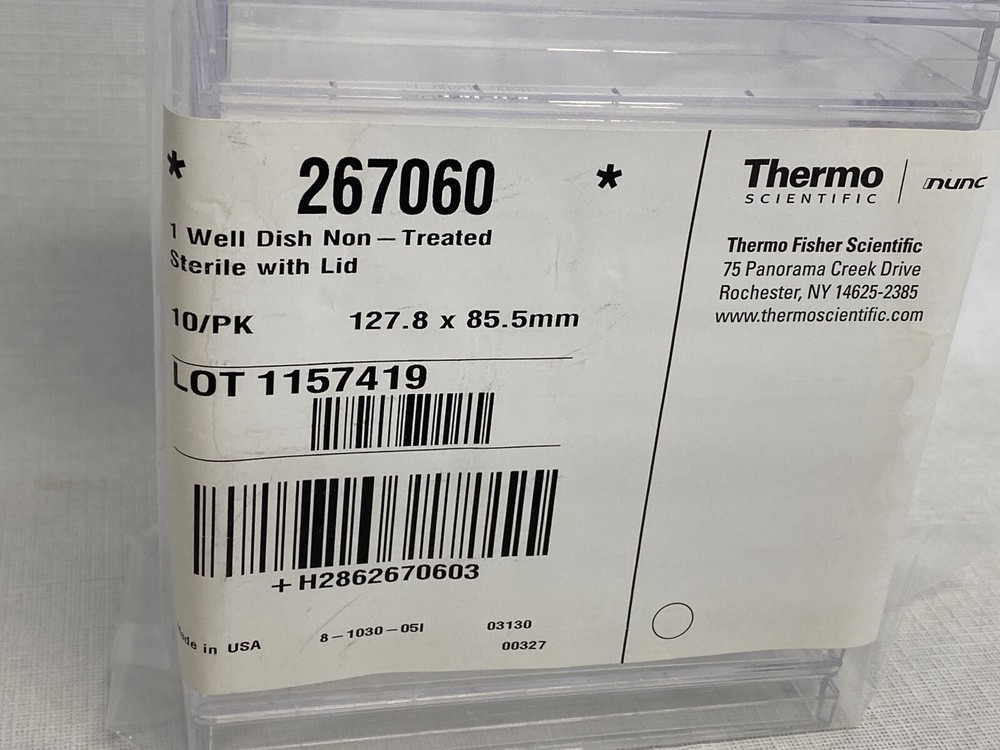 * 267060 *
1 Well Dish Non-Treated
Sterile with Lid
10/PK 127.8 x 85.5mm
LOT 1157419
+H2862670603
in USA 8-1030-05I 03130
00327
Thermo SCIENTIFIC | nunc
Thermo Fisher Scientific
75 Panorama Creek Drive
Rochester, NY 14625-2385
www.thermoscientific.com